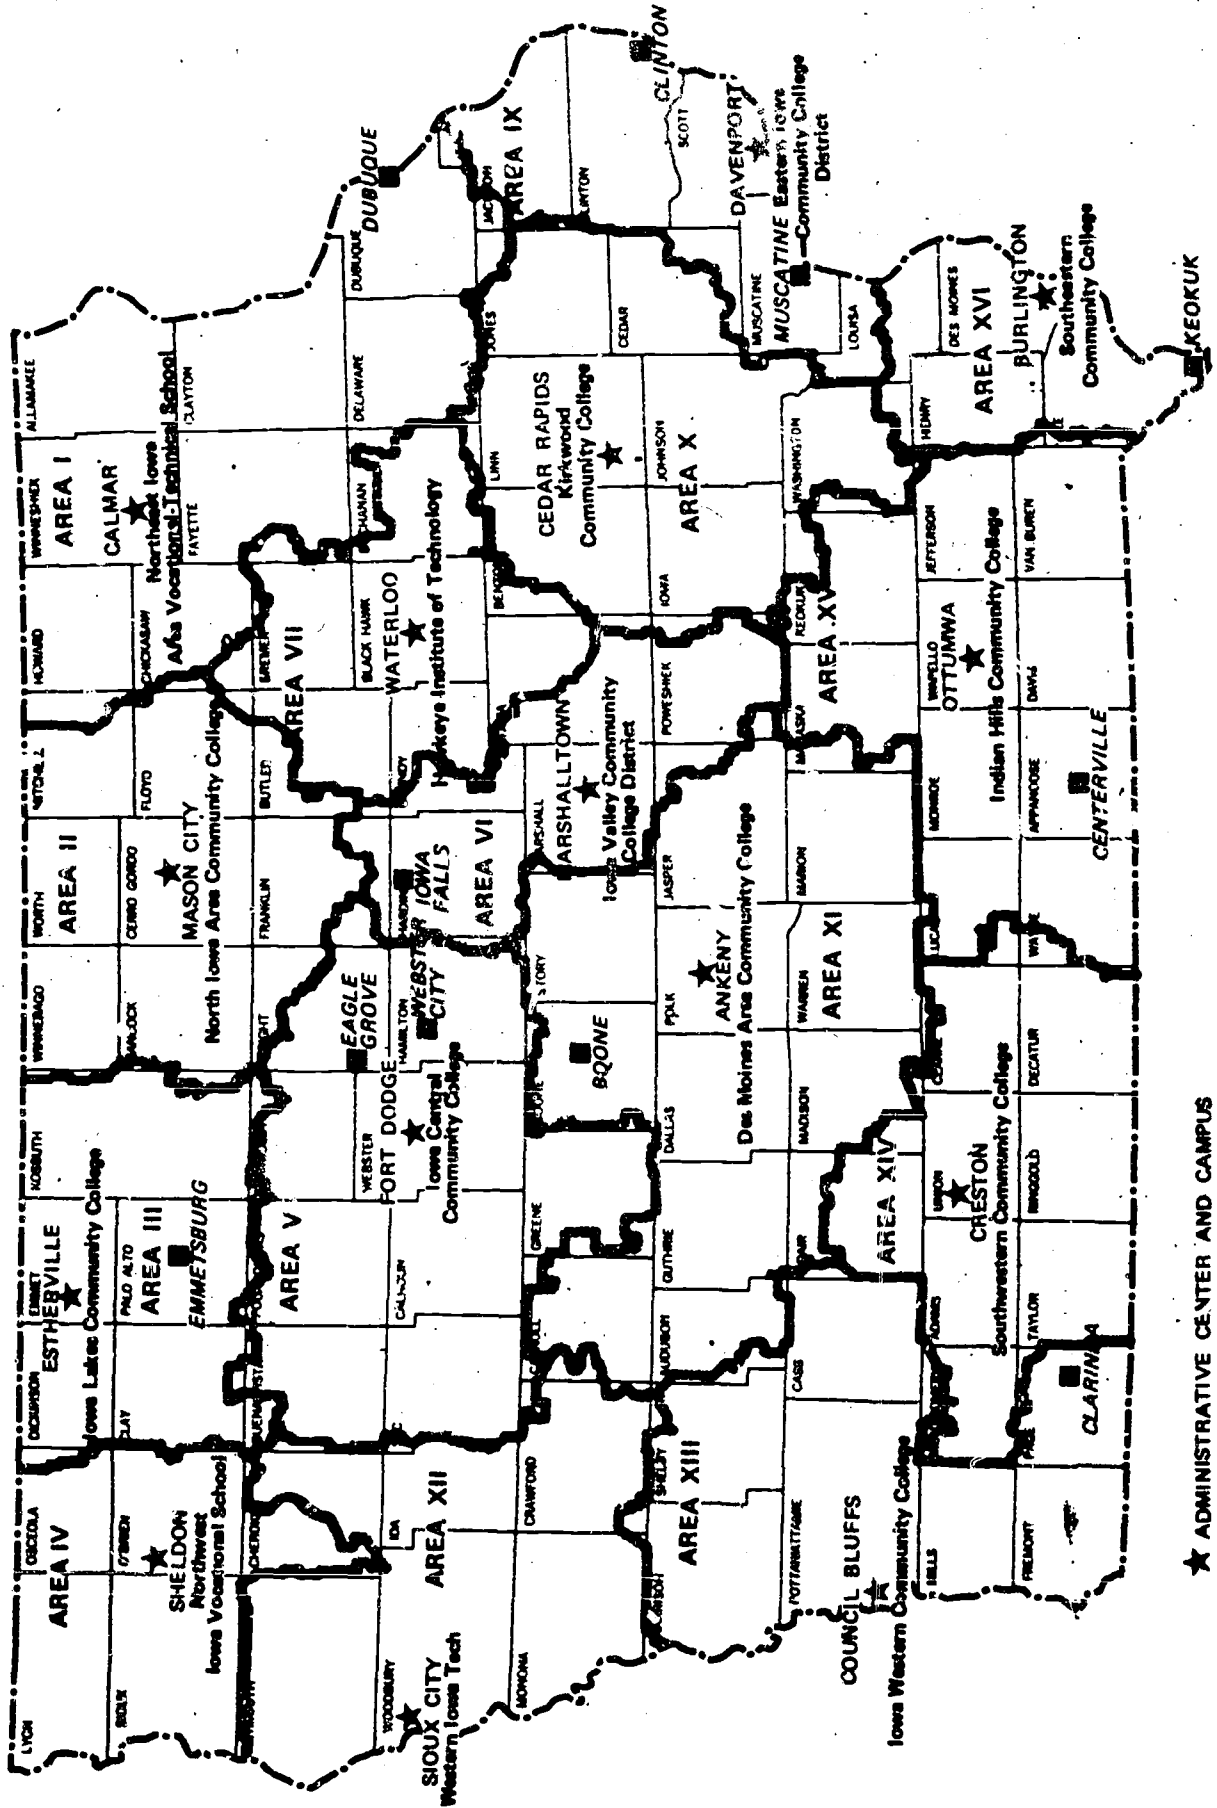 LYON
OSCEOLA
DICKINSON
EMMET
KOSSUTH
WINNEBAGO
WORTH
HOWARD
WINNESHIEK
ALLAMAKEE
AREA IV
ESTHERVILLE
Iowa Lakes Community College
AREA II
AREA I
CALMAR
Northeast Iowa
Area Vocational-Technical School
SIOUX
O'BRIEN
CLAY
PALO ALTO
CERRO GORDO
FLOYD
CHICKASAW
FAYETTE
CLAYTON
SHELDON
Northwest
Iowa Vocational School
AREA III
EMMETSBURG
MASON CITY
North Iowa Area Community College
FRANKLIN
BUTLER
BREMER
AREA V
AREA VII
WOODBURY
IDA
CALHOUN
WEBSTER
HAMILTON
HARDIN
BLACK HAWK
DELAWARE
DUBUQUE
DUBUQUE
SIOUX CITY
Western Iowa Tech
AREA XII
FORT DODGE
Iowa Central
Community College
EAGLE
GROVE
WEBSTER
CITY
IOWA
FALLS
AREA VI
WATERLOO
Institute of Technology
MONONA
CRAWFORD
GREENE
STORY
LINN
JONES
AREA IX
CLINTON
BOONE
MARSHALLTOWN
Valley Community
College District
CEDAR RAPIDS
Kirkwood
Community College
CEDAR
SCOTT
DAVENPORT
Eastern Iowa
Community College
District
AREA XIII
GUTHRIE
DALLAS
POLK
JASPER
POWESHIEK
IOWA
JOHNSON
AREA X
MUSCATINE
MUSCATINE
ANKENY
Des Moines Area Community College
POTTAWATTAMIE
CASS
MADISON
WARREN
MARION
WASHINGTON
LOUISA
COUNCIL BLUFFS
Iowa Western Community College
AREA XIV
AREA XI
AREA XV
MILLS
ADAMS
UNION
MONROE
WAPELLO
JEFFERSON
HENRY
DES MOINES
CRESTON
Southwestern Community College
OTTUMWA
Indian Hills Community College
AREA XVI
BURLINGTON
Southeastern
Community College
FREMONT
PAGE
TAYLOR
RINGGOLD
DECATUR
WAYNE
APPANOOSE
DAVIS
VAN BUREN
CLARINDA
CENTERVILLE
KEOKUK
★ ADMINISTRATIVE CENTER AND CAMPUS